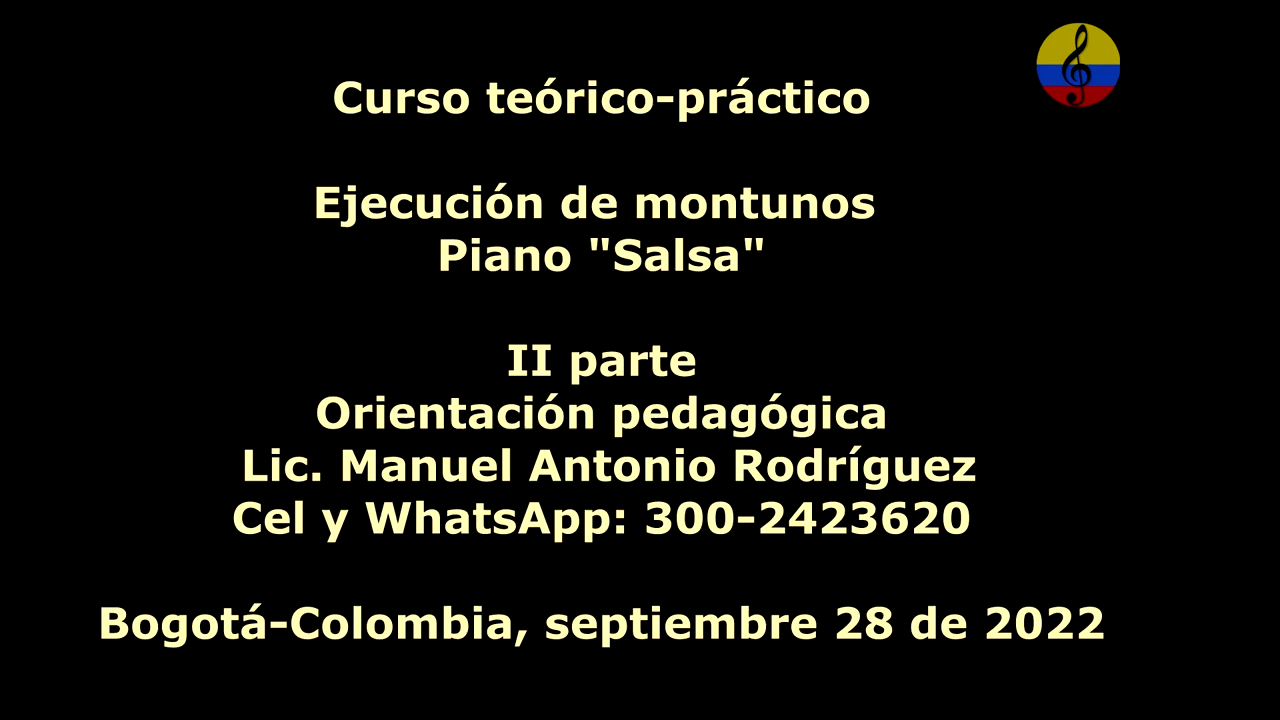 Curso teórico-práctico
Ejecución de montunos
Piano "Salsa"
II parte
Orientación pedagógica
Lic. Manuel Antonio Rodríguez
Cel y WhatsApp: 300-2423620
Bogotá-Colombia, septiembre 28 de 2022